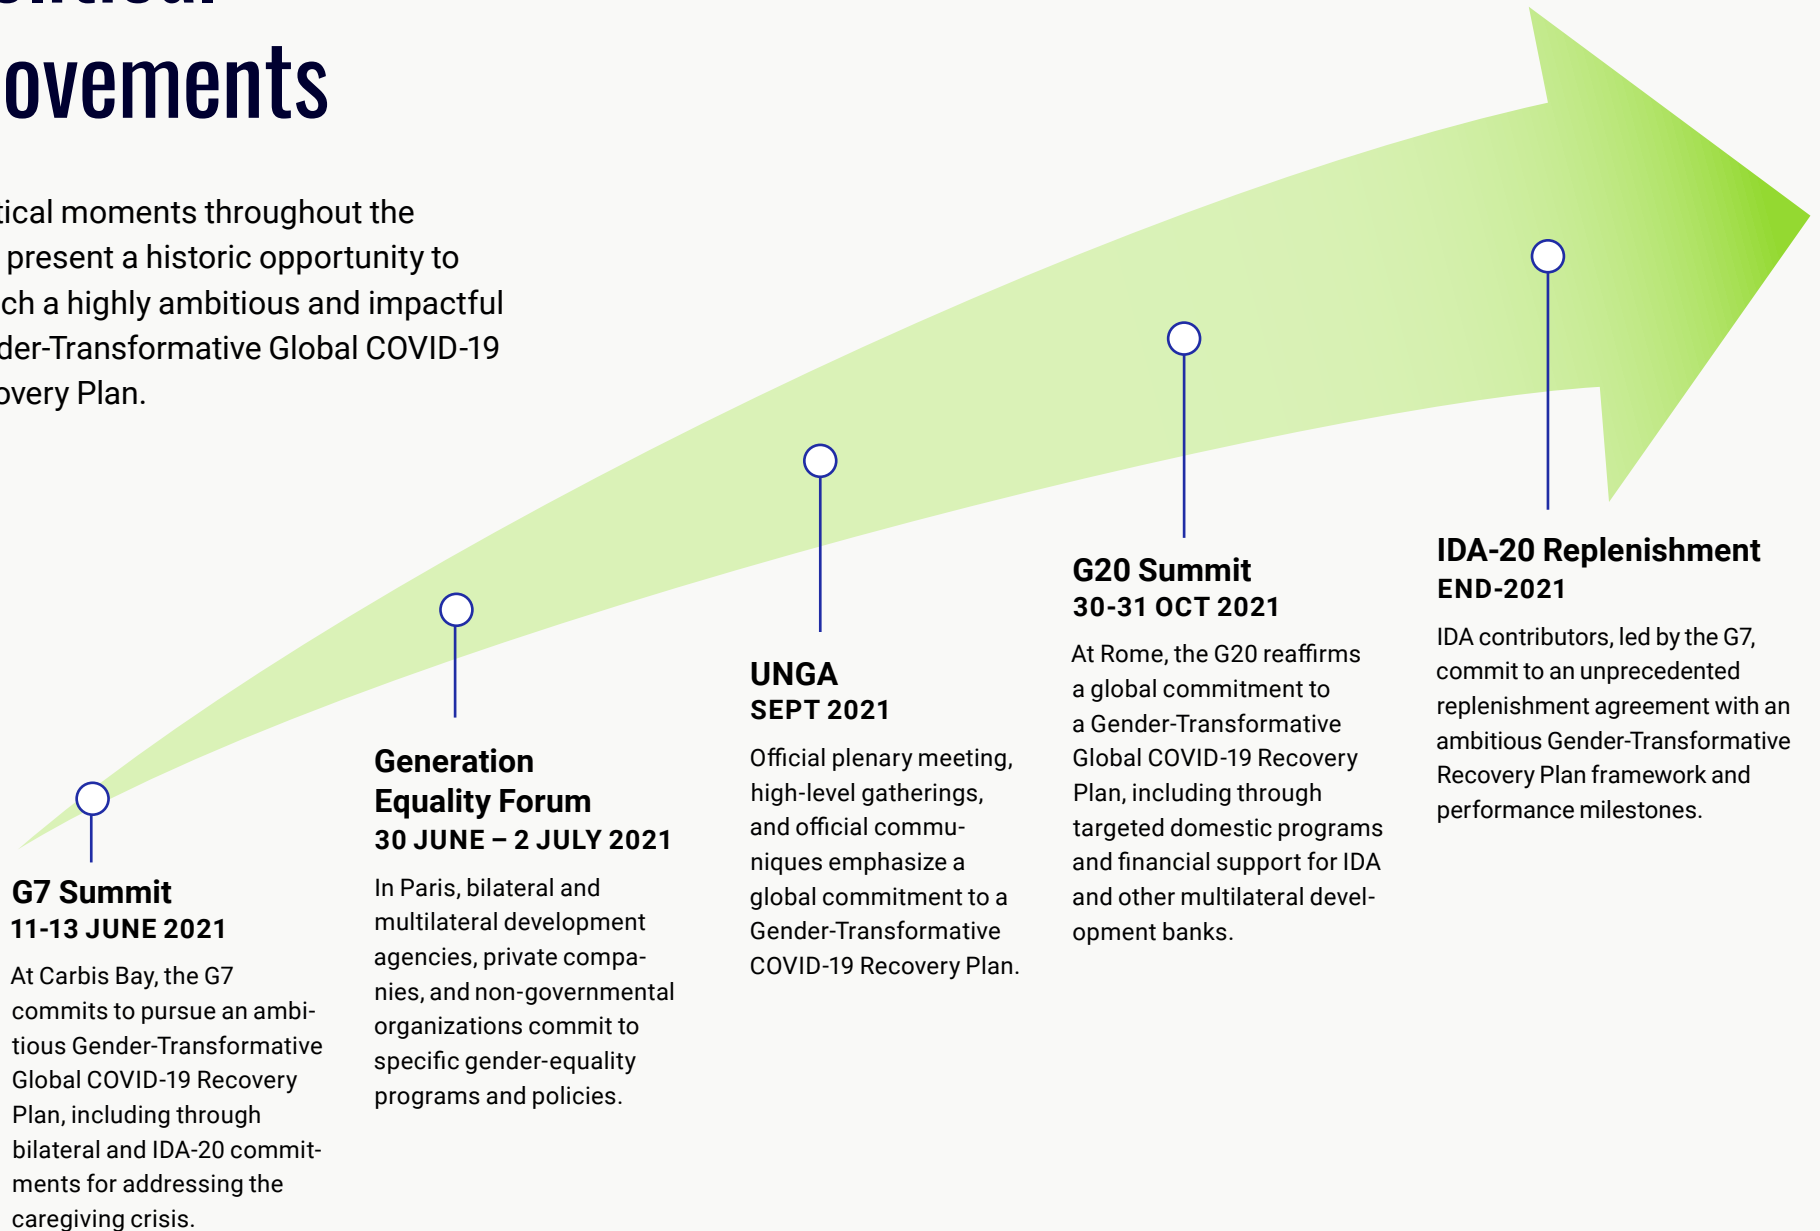 ovements
tical moments throughout the
present a historic opportunity to
ch a highly ambitious and impactful
der-Transformative Global COVID-19
overy Plan.
G7 Summit
11-13 JUNE 2021
At Carbis Bay, the G7
commits to pursue an ambi-
tious Gender-Transformative
Global COVID-19 Recovery
Plan, including through
bilateral and IDA-20 commit-
ments for addressing the
caregiving crisis.
Generation
Equality Forum
30 JUNE – 2 JULY 2021
In Paris, bilateral and
multilateral development
agencies, private compa-
nies, and non-governmental
organizations commit to
specific gender-equality
programs and policies.
UNGA
SEPT 2021
Official plenary meeting,
high-level gatherings,
and official commu-
niques emphasize a
global commitment to a
Gender-Transformative
COVID-19 Recovery Plan.
G20 Summit
30-31 OCT 2021
At Rome, the G20 reaffirms
a global commitment to
a Gender-Transformative
Global COVID-19 Recovery
Plan, including through
targeted domestic programs
and financial support for IDA
and other multilateral devel-
opment banks.
IDA-20 Replenishment
END-2021
IDA contributors, led by the G7,
commit to an unprecedented
replenishment agreement with an
ambitious Gender-Transformative
Recovery Plan framework and
performance milestones.